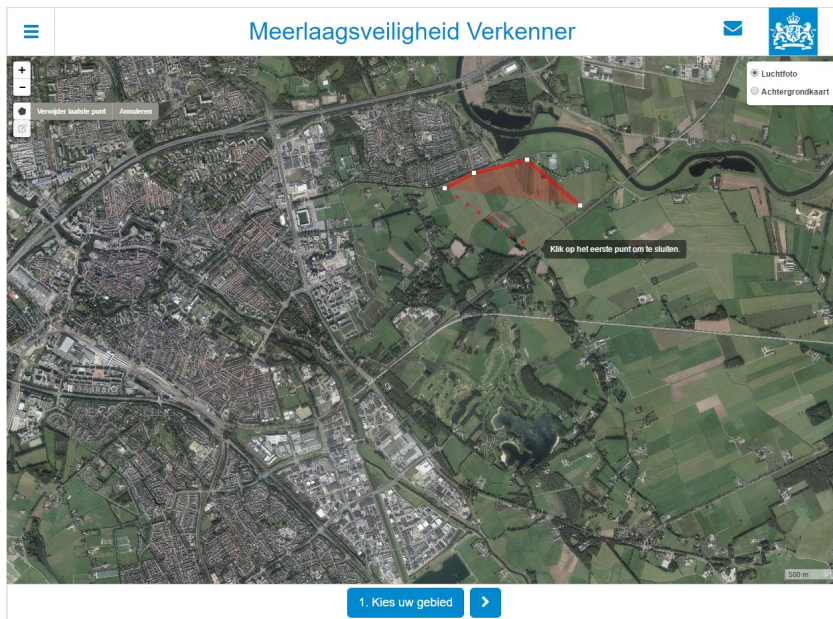 Meerlaagsveiligheid Verkenner
+
-
Luchtfoto
Achtergrondkaart
Verwijder laatste punt Annuleren
Klik op het eerste punt om te sluiten.
500 m
1. Kies uw gebied